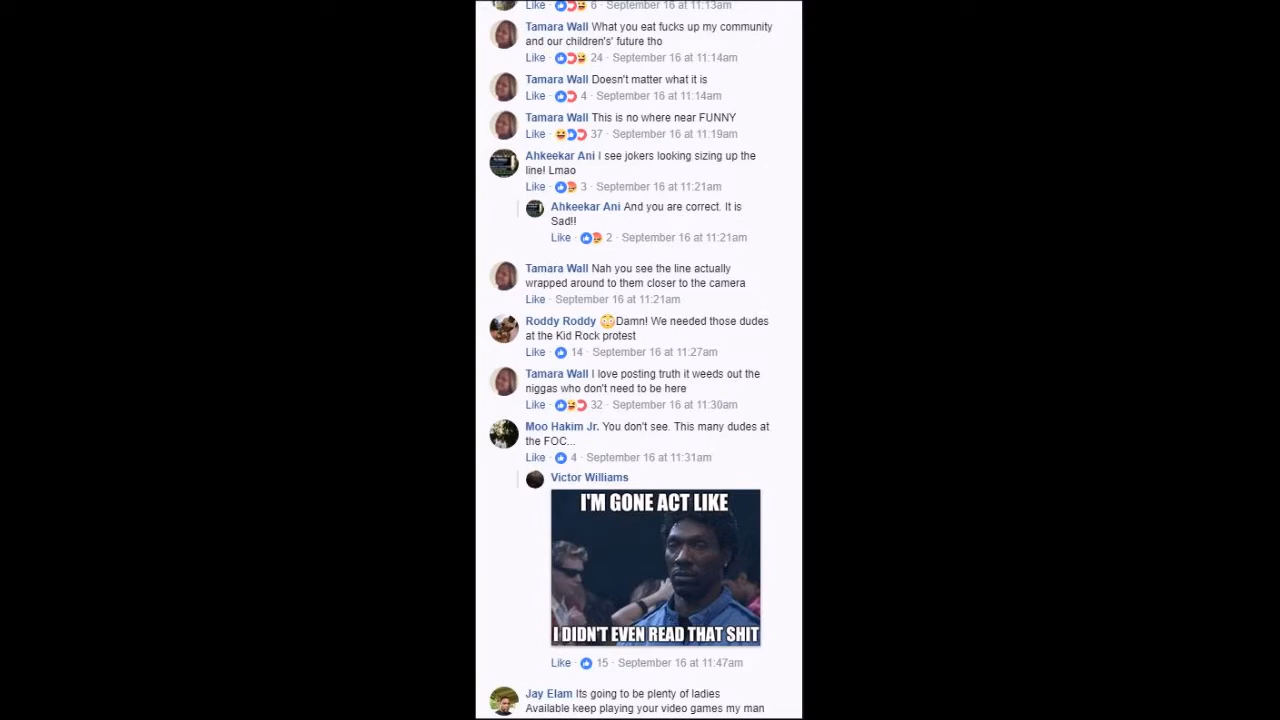 Like · 6 · September 16 at 11:13am
Tamara Wall What you eat fucks up my community
and our children's' future tho
Like · 24 · September 16 at 11:14am
Tamara Wall Doesn't matter what it is
Like · 4 · September 16 at 11:14am
Tamara Wall This is no where near FUNNY
Like · 37 · September 16 at 11:19am
Ahkeekar Ani I see jokers looking sizing up the
line! Lmao
Like · 3 · September 16 at 11:21am
Ahkeekar Ani And you are correct. It is
Sad!!
Like · 2 · September 16 at 11:21am
Tamara Wall Nah you see the line actually
wrapped around to them closer to the camera
Like · September 16 at 11:21am
Roddy Roddy 😳Damn! We needed those dudes
at the Kid Rock protest
Like · 14 · September 16 at 11:27am
Tamara Wall I love posting truth it weeds out the
niggas who don't need to be here
Like · 32 · September 16 at 11:30am
Moo Hakim Jr. You don't see. This many dudes at
the FOC...
Like · 4 · September 16 at 11:31am
Victor Williams
I'M GONE ACT LIKE
I DIDN'T EVEN READ THAT SHIT
Like · 15 · September 16 at 11:47am
Jay Elam Its going to be plenty of ladies
Available keep playing your video games my man